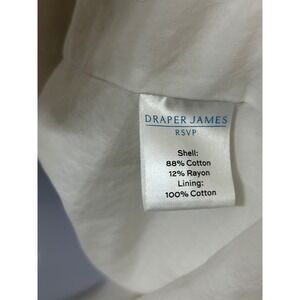 DRAPER JAMES
RSVP
Shell:
88% Cotton
12% Rayon
Lining:
100% Cotton